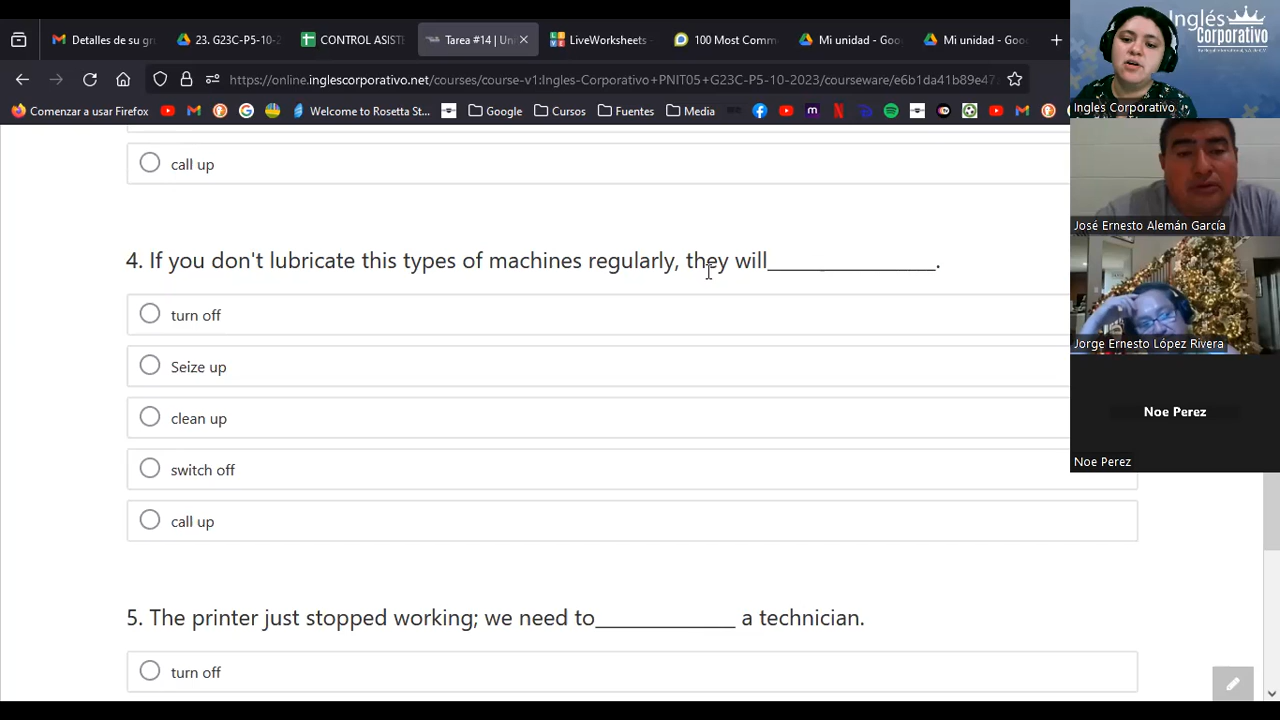 Detalles de su gr
23. G23C-P5-10-2
CONTROL ASIST
Tarea #14 |
LiveWorksheets
100 Most Comm
Mi unidad - Goo
Mi unidad - Goo
https://online.inglescorporativo.net/courses/course-v1:Ingles-Corporativo+PNIT05+G23C-P5-10-2023/courseware/e6b1da41b89e47
Comenzar a usar Firefox
Welcome to Rosetta St...
Google
Cursos
Fuentes
Media
Inglés
Corporativo
Ingles Corporativo
José Ernesto Alemán García
Jorge Ernesto López Rivera
Noe Perez
Noe Perez
call up
4. If you don't lubricate this types of machines regularly, they will______________.
turn off
Seize up
clean up
switch off
call up
5. The printer just stopped working; we need to____________ a technician.
turn off